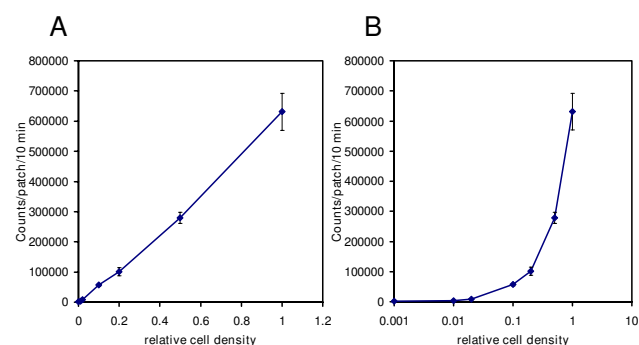 A B
800000
700000
600000
500000
400000
300000
200000
100000
0
Counts/patch/10 min
0 0.2 0.4 0.6 0.8 1 1.2
relative cell density
800000
700000
600000
500000
400000
300000
200000
100000
0
Counts/patch/10 min
0.001 0.01 0.1 1 10
relative cell density